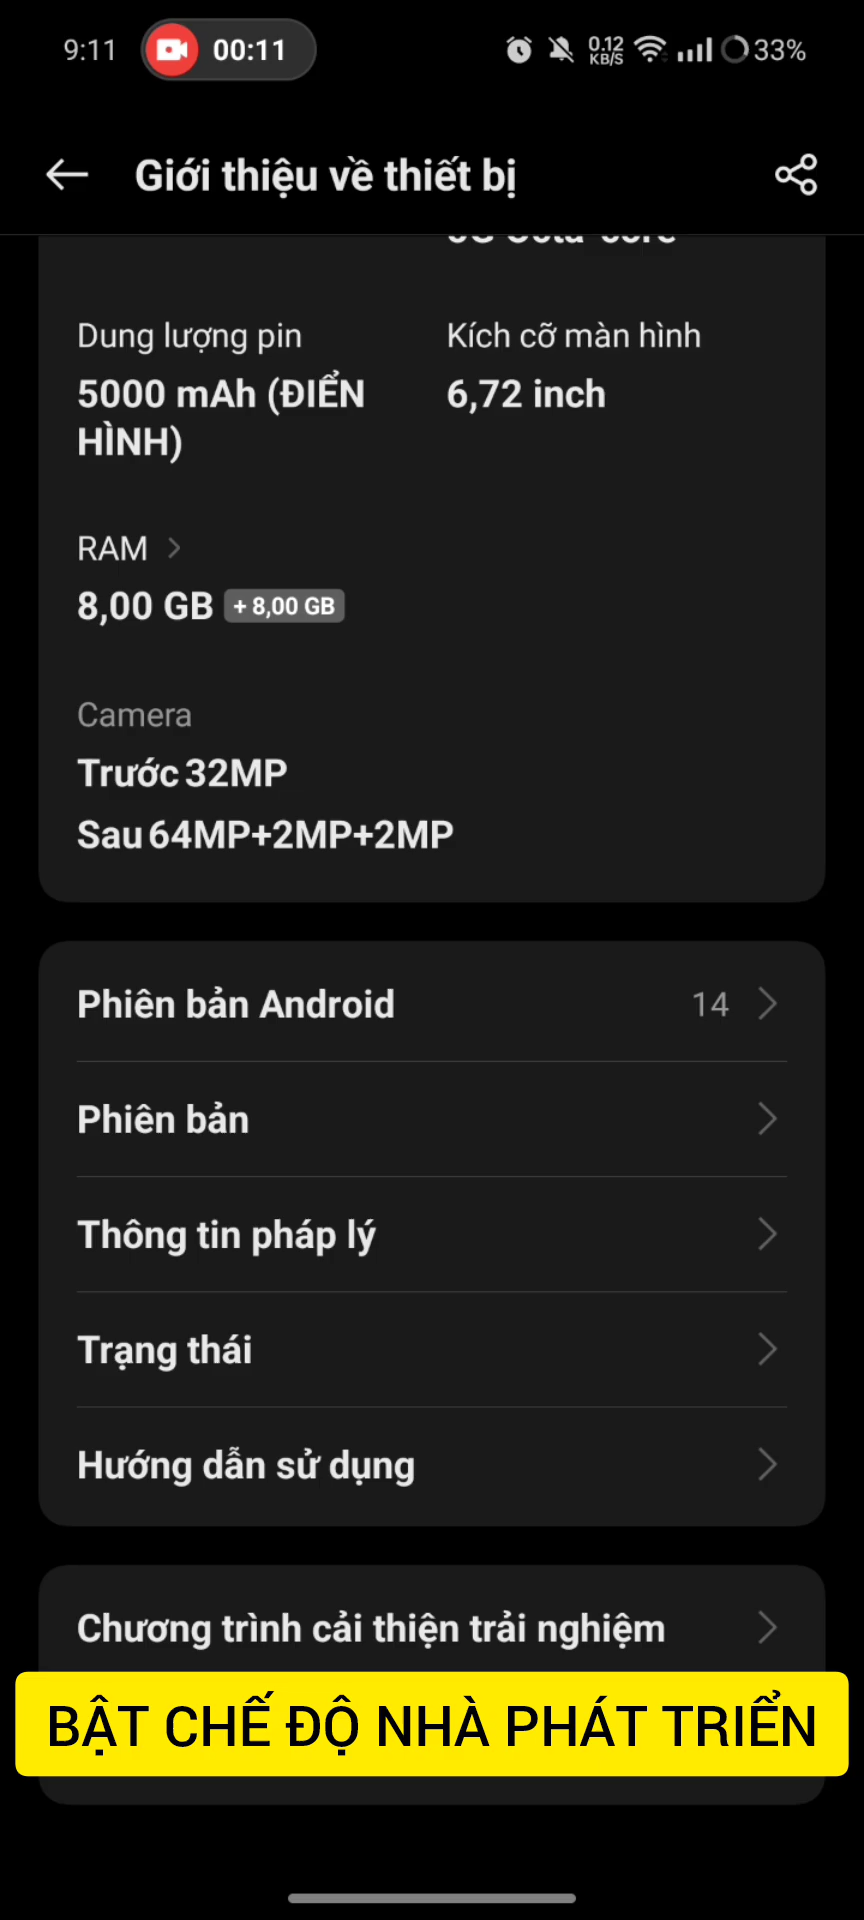 9:11
00:11
0.12
KB/S
33%
Giới thiệu về thiết bị
Dung lượng pin
Kích cỡ màn hình
5000 mAh (ĐIỂN
HÌNH)
6,72 inch
RAM
8,00 GB + 8,00 GB
Camera
Trước 32MP
Sau 64MP+2MP+2MP
Phiên bản Android
14
Phiên bản
Thông tin pháp lý
Trạng thái
Hướng dẫn sử dụng
Chương trình cải thiện trải nghiệm
BẬT CHẾ ĐỘ NHÀ PHÁT TRIỂN